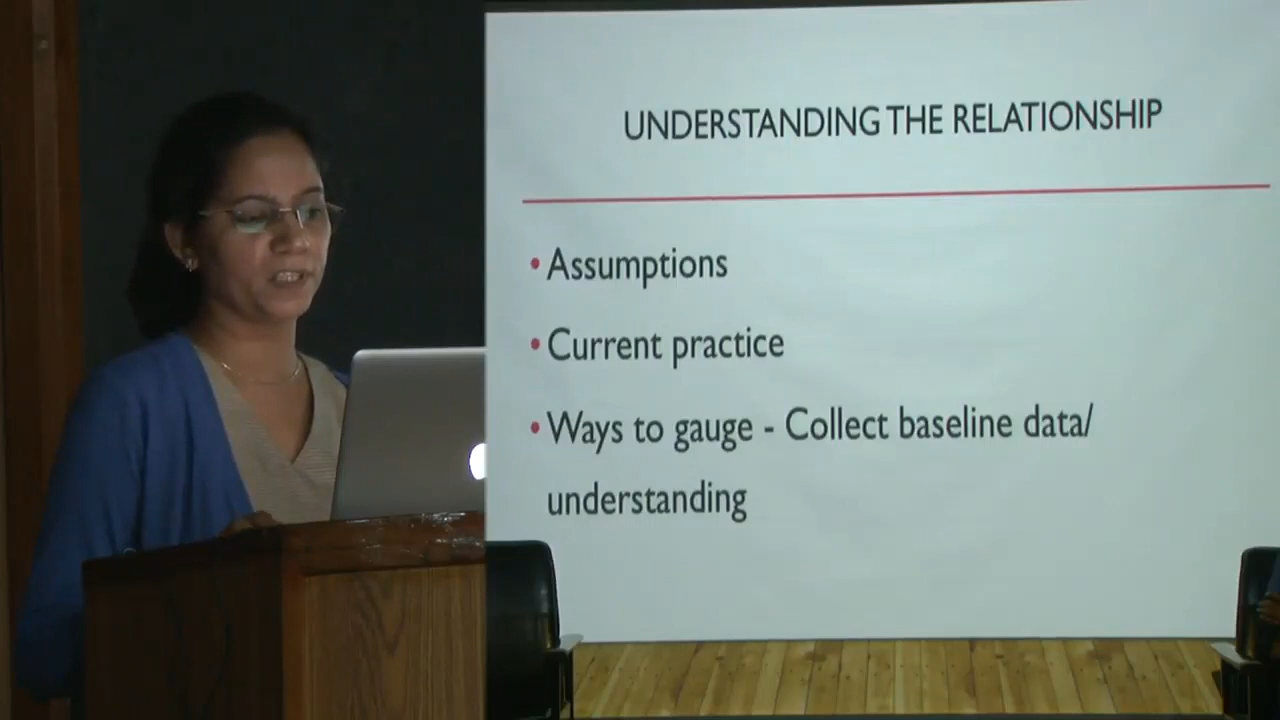 UNDERSTANDING THE RELATIONSHIP
• Assumptions
• Current practice
• Ways to gauge - Collect baseline data/
understanding